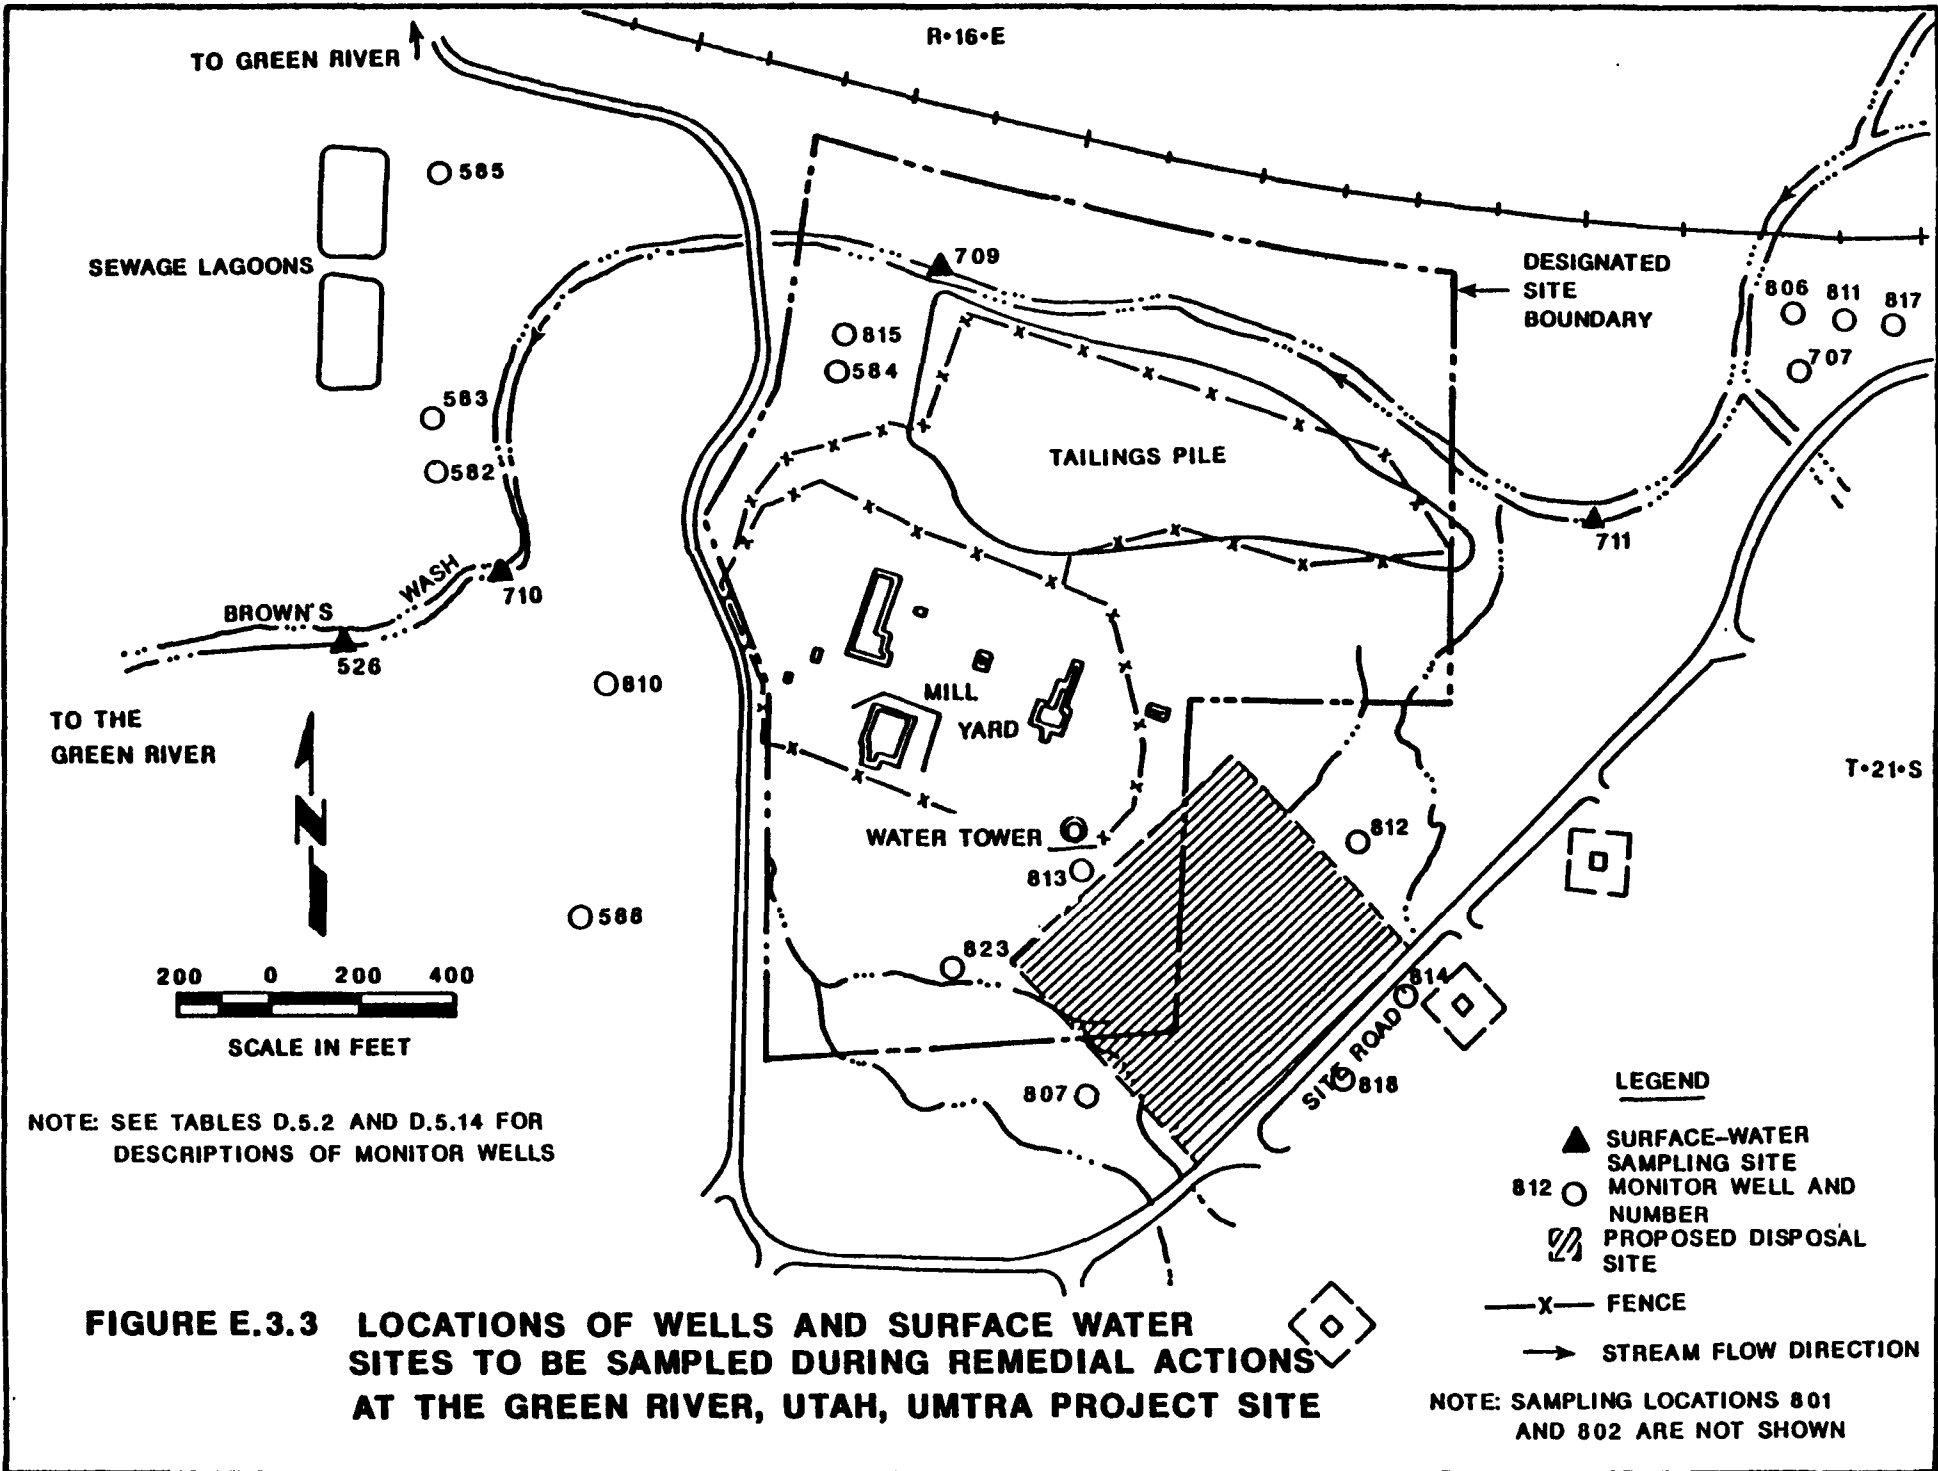 R·16·E
TO GREEN RIVER
585
SEWAGE LAGOONS
709
DESIGNATED
SITE
BOUNDARY
806
811
817
707
815
584
583
582
TAILINGS PILE
711
WASH
710
BROWN'S
526
810
MILL
YARD
TO THE
GREEN RIVER
N
T·21·S
WATER TOWER
812
813
588
823
814
200 0 200 400
SCALE IN FEET
SITE ROAD
818
807
NOTE: SEE TABLES D.5.2 AND D.5.14 FOR
DESCRIPTIONS OF MONITOR WELLS
LEGEND
SURFACE-WATER
SAMPLING SITE
812 MONITOR WELL AND
NUMBER
PROPOSED DISPOSAL
SITE
X FENCE
STREAM FLOW DIRECTION
NOTE: SAMPLING LOCATIONS 801
AND 802 ARE NOT SHOWN
FIGURE E.3.3 LOCATIONS OF WELLS AND SURFACE WATER
SITES TO BE SAMPLED DURING REMEDIAL ACTIONS
AT THE GREEN RIVER, UTAH, UMTRA PROJECT SITE